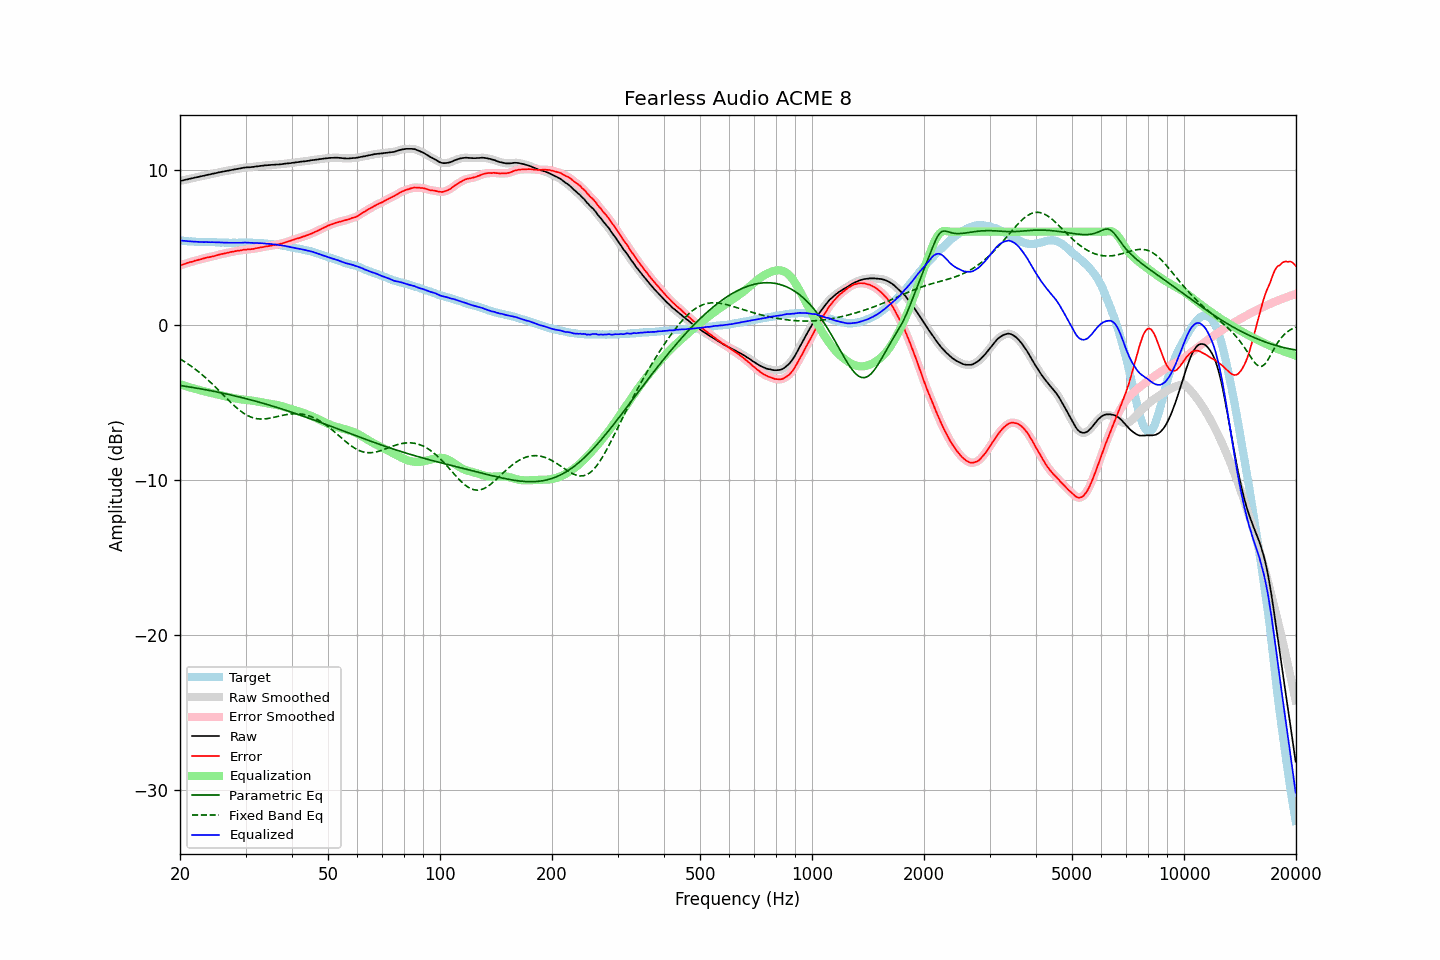 Fearless Audio ACME 8
Amplitude (dBr)
10
0
−10
−20
−30
Target
Raw Smoothed
Error Smoothed
Raw
Error
Equalization
Parametric Eq
Fixed Band Eq
Equalized
20 50 100 200 500 1000 2000 5000 10000 20000
Frequency (Hz)